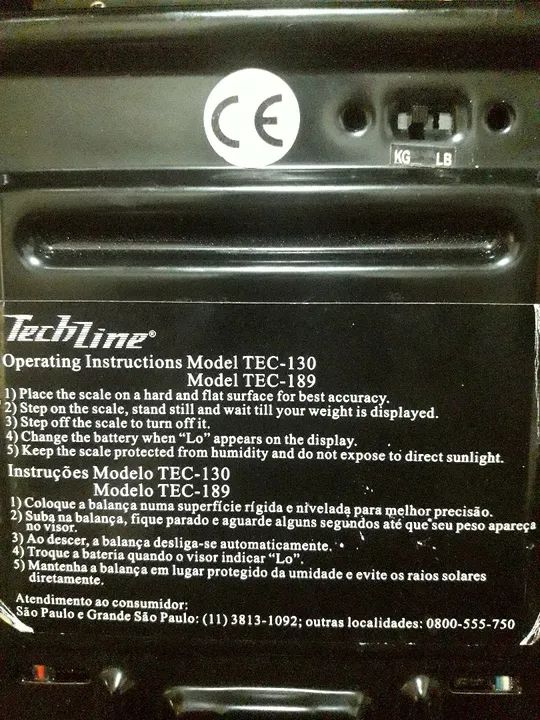 CE
KG LB
TechLine®
Operating Instructions Model TEC-130
Model TEC-189
1) Place the scale on a hard and flat surface for best accuracy.
2) Step on the scale, stand still and wait till your weight is displayed.
3) Step off the scale to turn off it.
4) Change the battery when "Lo" appears on the display.
5) Keep the scale protected from humidity and do not expose to direct sunlight.
Instruções Modelo TEC-130
Modelo TEC-189
1) Coloque a balança numa superfície rígida e nivelada para melhor precisão.
2) Suba na balança, fique parado e aguarde alguns segundos até que seu peso apareça
no visor.
3) Ao descer, a balança desliga-se automaticamente.
4) Troque a bateria quando o visor indicar "Lo".
5) Mantenha a balança em lugar protegido da umidade e evite os raios solares
diretamente.
Atendimento ao consumidor:
São Paulo e Grande São Paulo: (11) 3813-1092; outras localidades: 0800-555-750